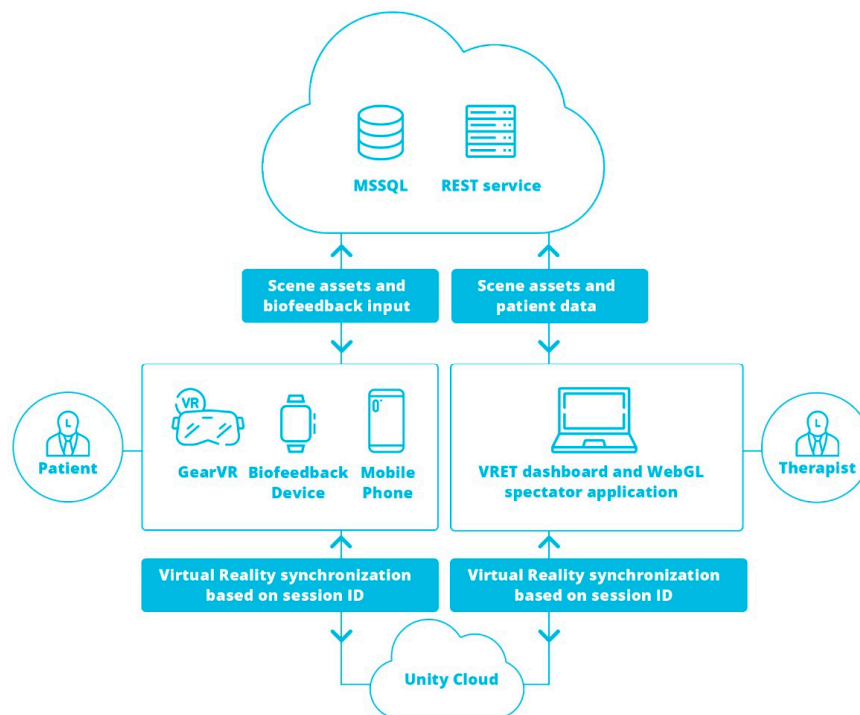 MSSQL
REST service
Scene assets and
biofeedback input
Scene assets and
patient data
VR
GearVR
Biofeedback
Device
Mobile
Phone
VRET dashboard and WebGL
spectator application
Patient
Therapist
Virtual Reality synchronization
based on session ID
Virtual Reality synchronization
based on session ID
Unity Cloud